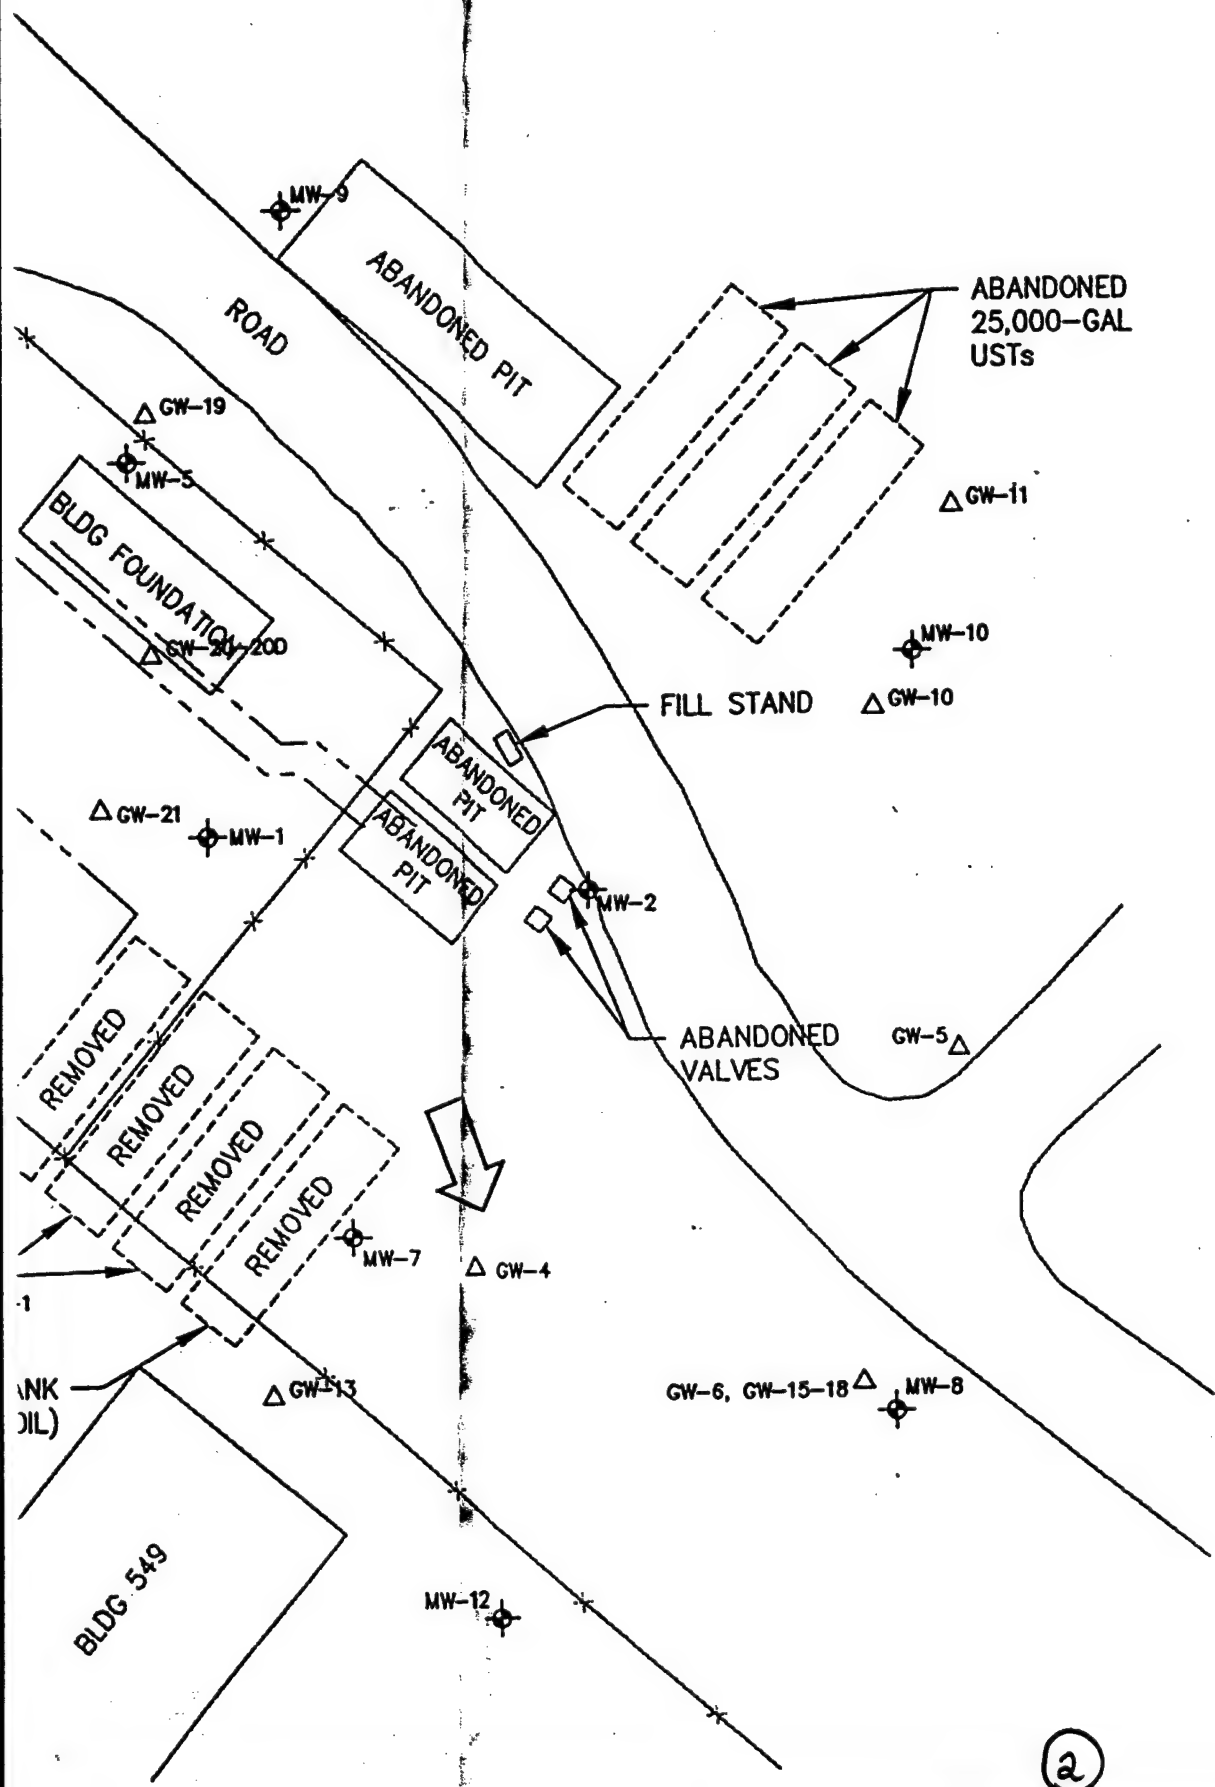 MW-9
ABANDONED PIT
ABANDONED
25,000-GAL
USTs
ROAD
GW-19
MW-5
GW-11
BLDG FOUNDATION
GW-20-20D
MW-10
GW-10
FILL STAND
ABANDONED
PIT
ABANDONED
PIT
GW-21
MW-1
MW-2
ABANDONED
VALVES
GW-5
REMOVED
REMOVED
REMOVED
REMOVED
MW-7
GW-4
-1
GW-13
GW-6, GW-15-18
MW-8
BLDG 549
MW-12
2